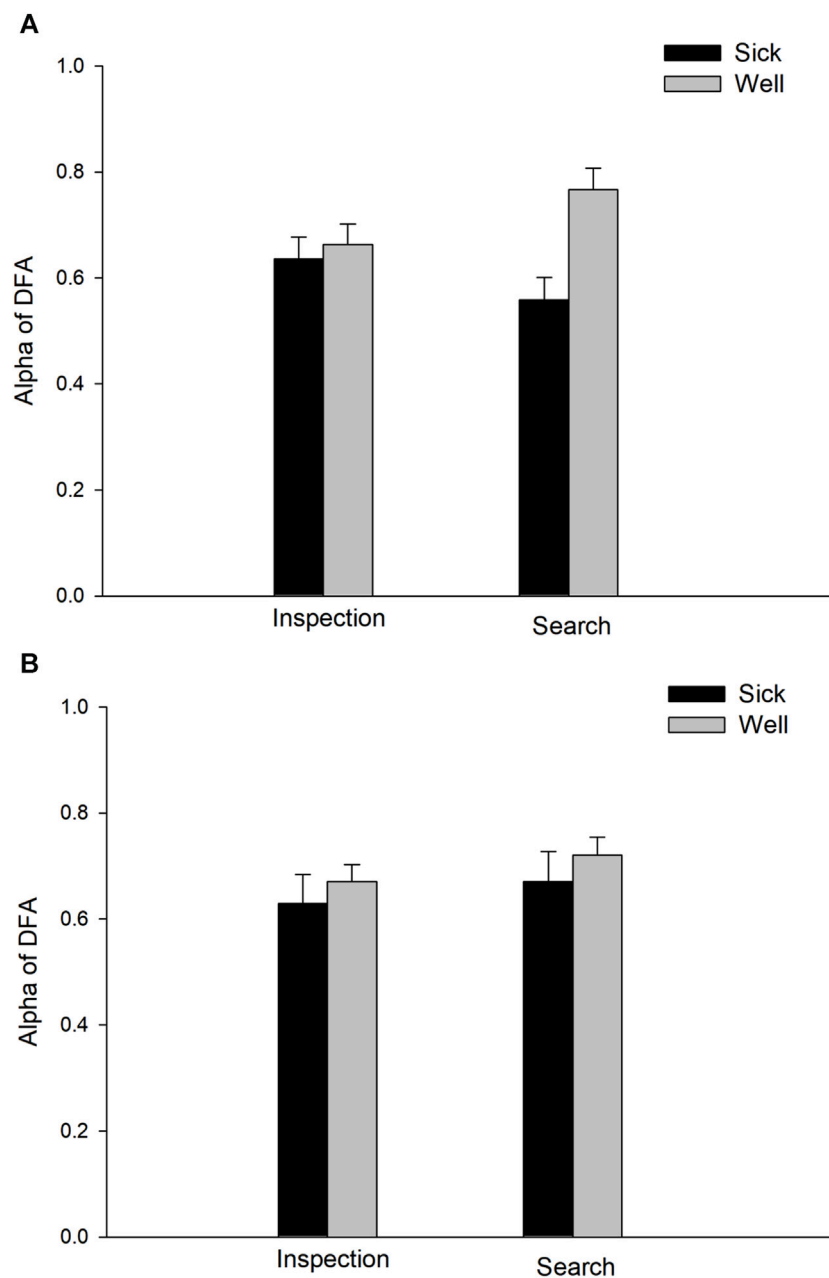 A
Sick
Well
1.0
0.8
0.6
0.4
0.2
0.0
Alpha of DFA
Inspection
Search
B
Sick
Well
1.0
0.8
0.6
0.4
0.2
0.0
Alpha of DFA
Inspection
Search